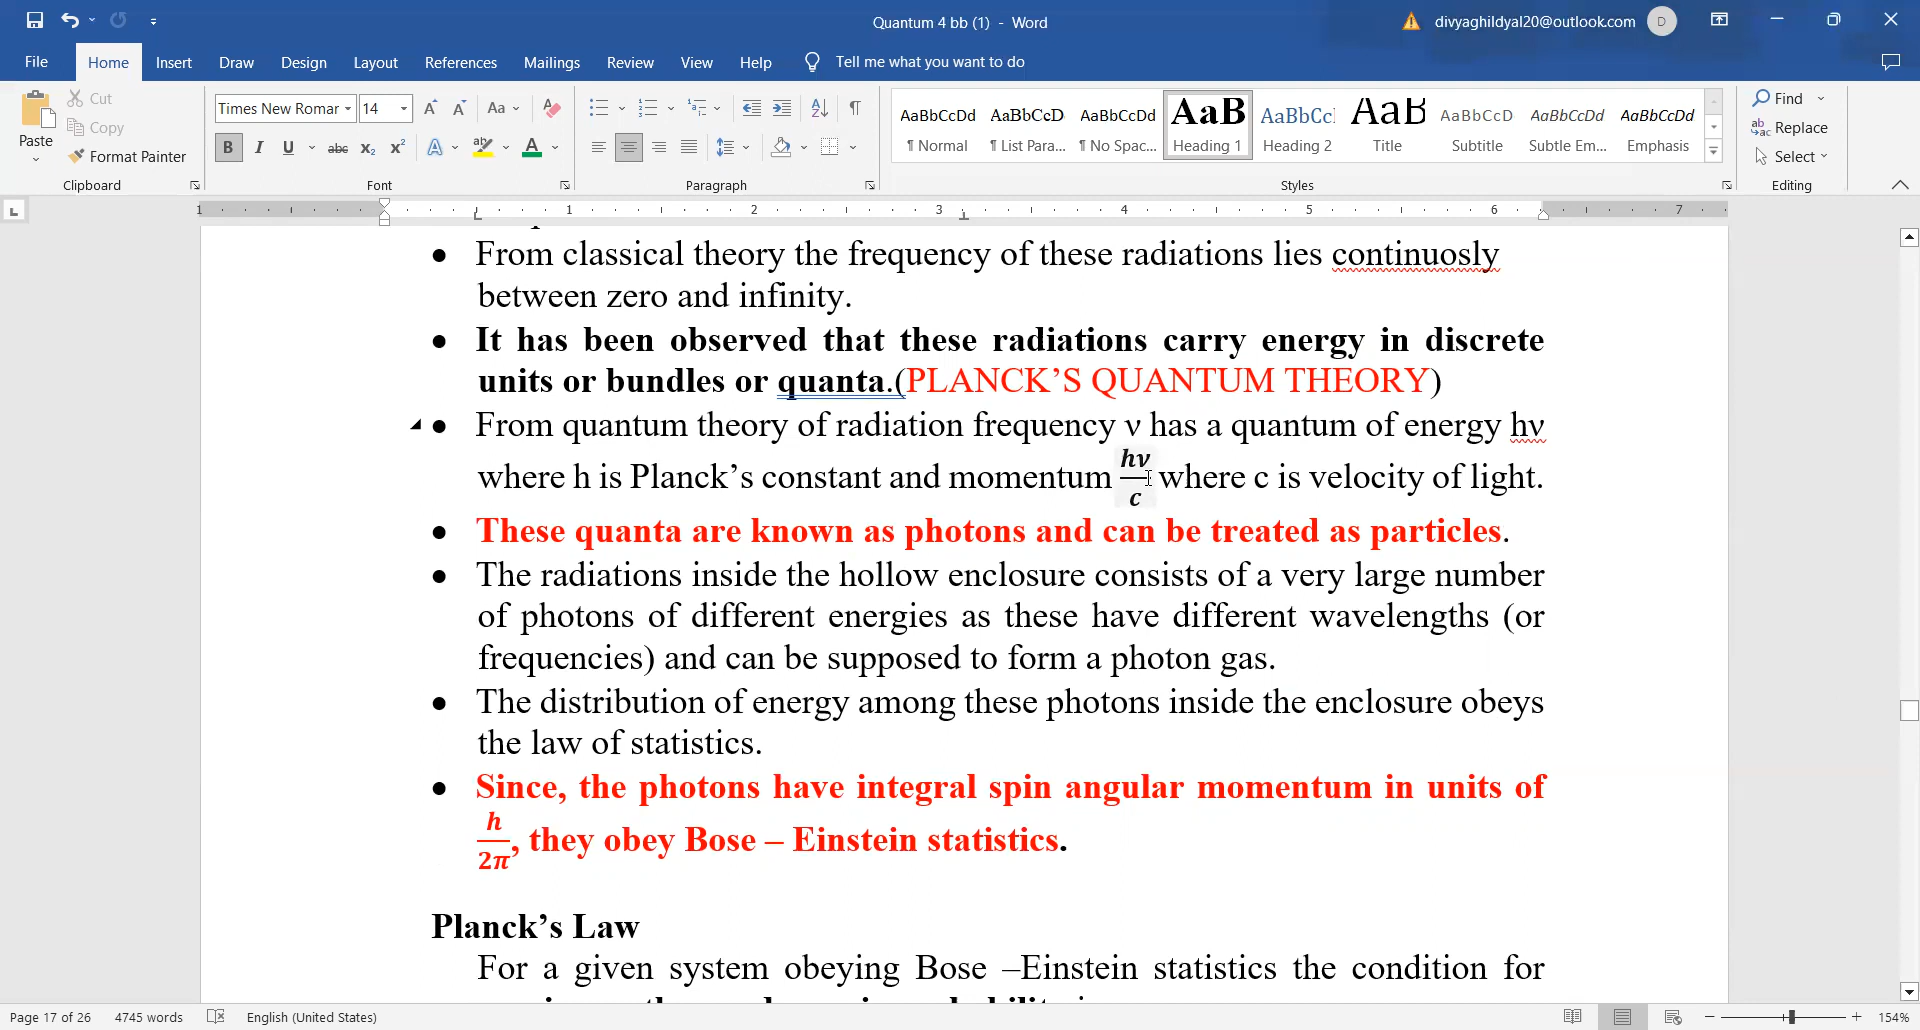 Quantum 4 bb (1) - Word
divyaghildyal20@outlook.com D
File Home Insert Draw Design Layout References Mailings Review View Help Tell me what you want to do
Paste
Cut
Copy
Format Painter
Clipboard
Times New Roman 14
Font
Paragraph
AaBbCcDd AaBbCcD AaBbCcDd AaB AaBbCc AaB AaBbCcD AaBbCcDd AaBbCcDd
¶ Normal ¶ List Para... ¶ No Spac... Heading 1 Heading 2 Title Subtitle Subtle Em... Emphasis
Styles
Find
Replace
Select
Editing
1 1 2 3 4 5 6 7
• From classical theory the frequency of these radiations lies continuosly
between zero and infinity.
• It has been observed that these radiations carry energy in discrete
units or bundles or quanta.(PLANCK’S QUANTUM THEORY)
• From quantum theory of radiation frequency ν has a quantum of energy hν
where h is Planck’s constant and momentum hν/c where c is velocity of light.
• These quanta are known as photons and can be treated as particles.
• The radiations inside the hollow enclosure consists of a very large number
of photons of different energies as these have different wavelengths (or
frequencies) and can be supposed to form a photon gas.
• The distribution of energy among these photons inside the enclosure obeys
the law of statistics.
• Since, the photons have integral spin angular momentum in units of
h/2π, they obey Bose – Einstein statistics.
Planck’s Law
For a given system obeying Bose –Einstein statistics the condition for
Page 17 of 26 4745 words English (United States) 154%